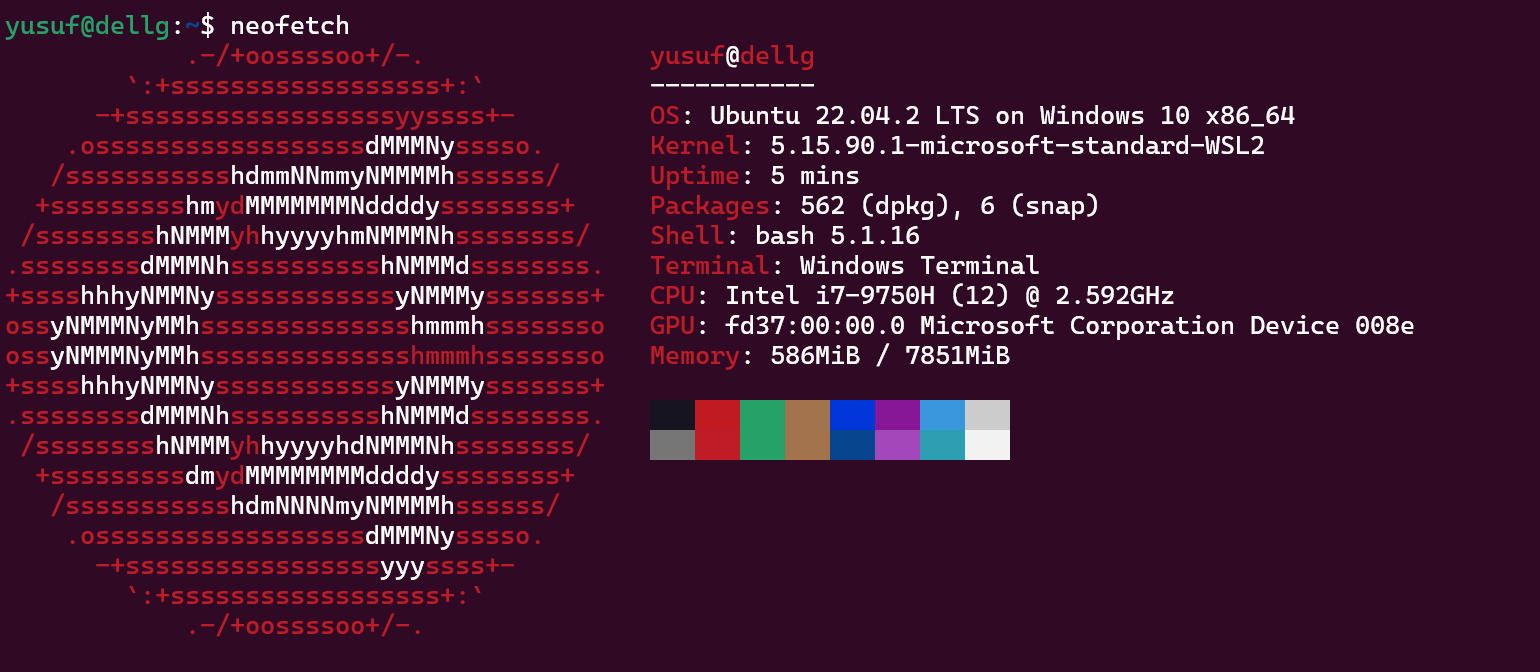 yusuf@dellg:~$ neofetch
            .-/+oossssoo+/-.               yusuf@dellg
        `:+ssssssssssssssssss+:`           -----------
      -+ssssssssssssssssssyyssss+-         OS: Ubuntu 22.04.2 LTS on Windows 10 x86_64
    .ossssssssssssssssssdMMMNysssso.       Kernel: 5.15.90.1-microsoft-standard-WSL2
   /ssssssssssshdmmNNmmyNMMMMhssssss/      Uptime: 5 mins
  +ssssssssshmydMMMMMMMNddddyssssssss+     Packages: 562 (dpkg), 6 (snap)
 /sssssssshNMMMyhhyyyyhmNMMMNhssssssss/    Shell: bash 5.1.16
.ssssssssdMMMNhsssssssssshNMMMdssssssss.   Terminal: Windows Terminal
+sssshhhyNMMNyssssssssssssyNMMMysssssss+   CPU: Intel i7-9750H (12) @ 2.592GHz
ossyNMMMNyMMhsssssssssssssshmmmhssssssso   GPU: fd37:00:00.0 Microsoft Corporation Device 008e
ossyNMMMNyMMhsssssssssssssshmmmhssssssso   Memory: 586MiB / 7851MiB
+sssshhhyNMMNyssssssssssssyNMMMysssssss+
.ssssssssdMMMNhsssssssssshNMMMdssssssss.
 /sssssssshNMMMyhhyyyyhdNMMMNhssssssss/
  +sssssssssdmydMMMMMMMMddddyssssssss+
   /ssssssssssshdmNNNNmyNMMMMhssssss/
    .ossssssssssssssssssdMMMNysssso.
      -+sssssssssssssssssyyyssss+-
        `:+ssssssssssssssssss+:`
            .-/+oossssoo+/-.